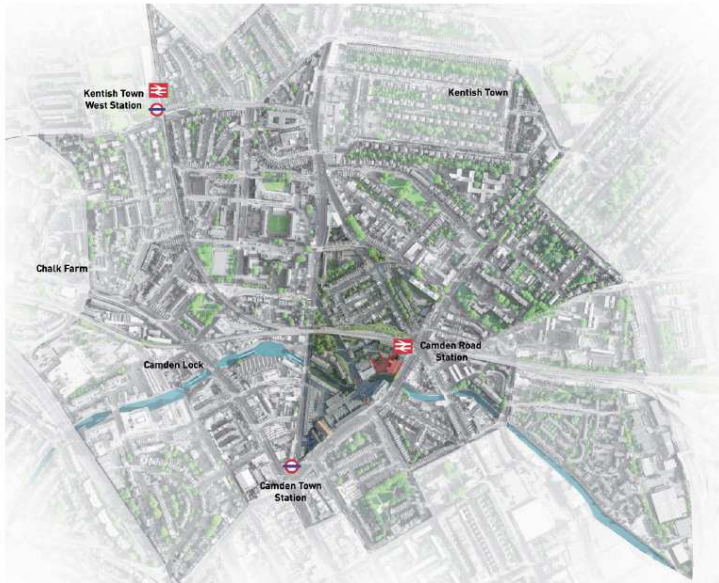 Kentish Town
West Station
Kentish Town
Chalk Farm
Camden Lock
Camden Road
Station
Camden Town
Station